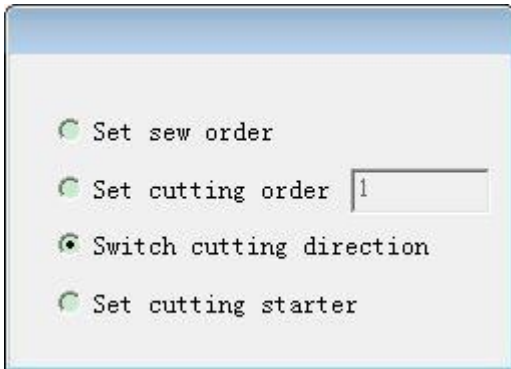 Set sew order
Set cutting order 1
Switch cutting direction
Set cutting starter